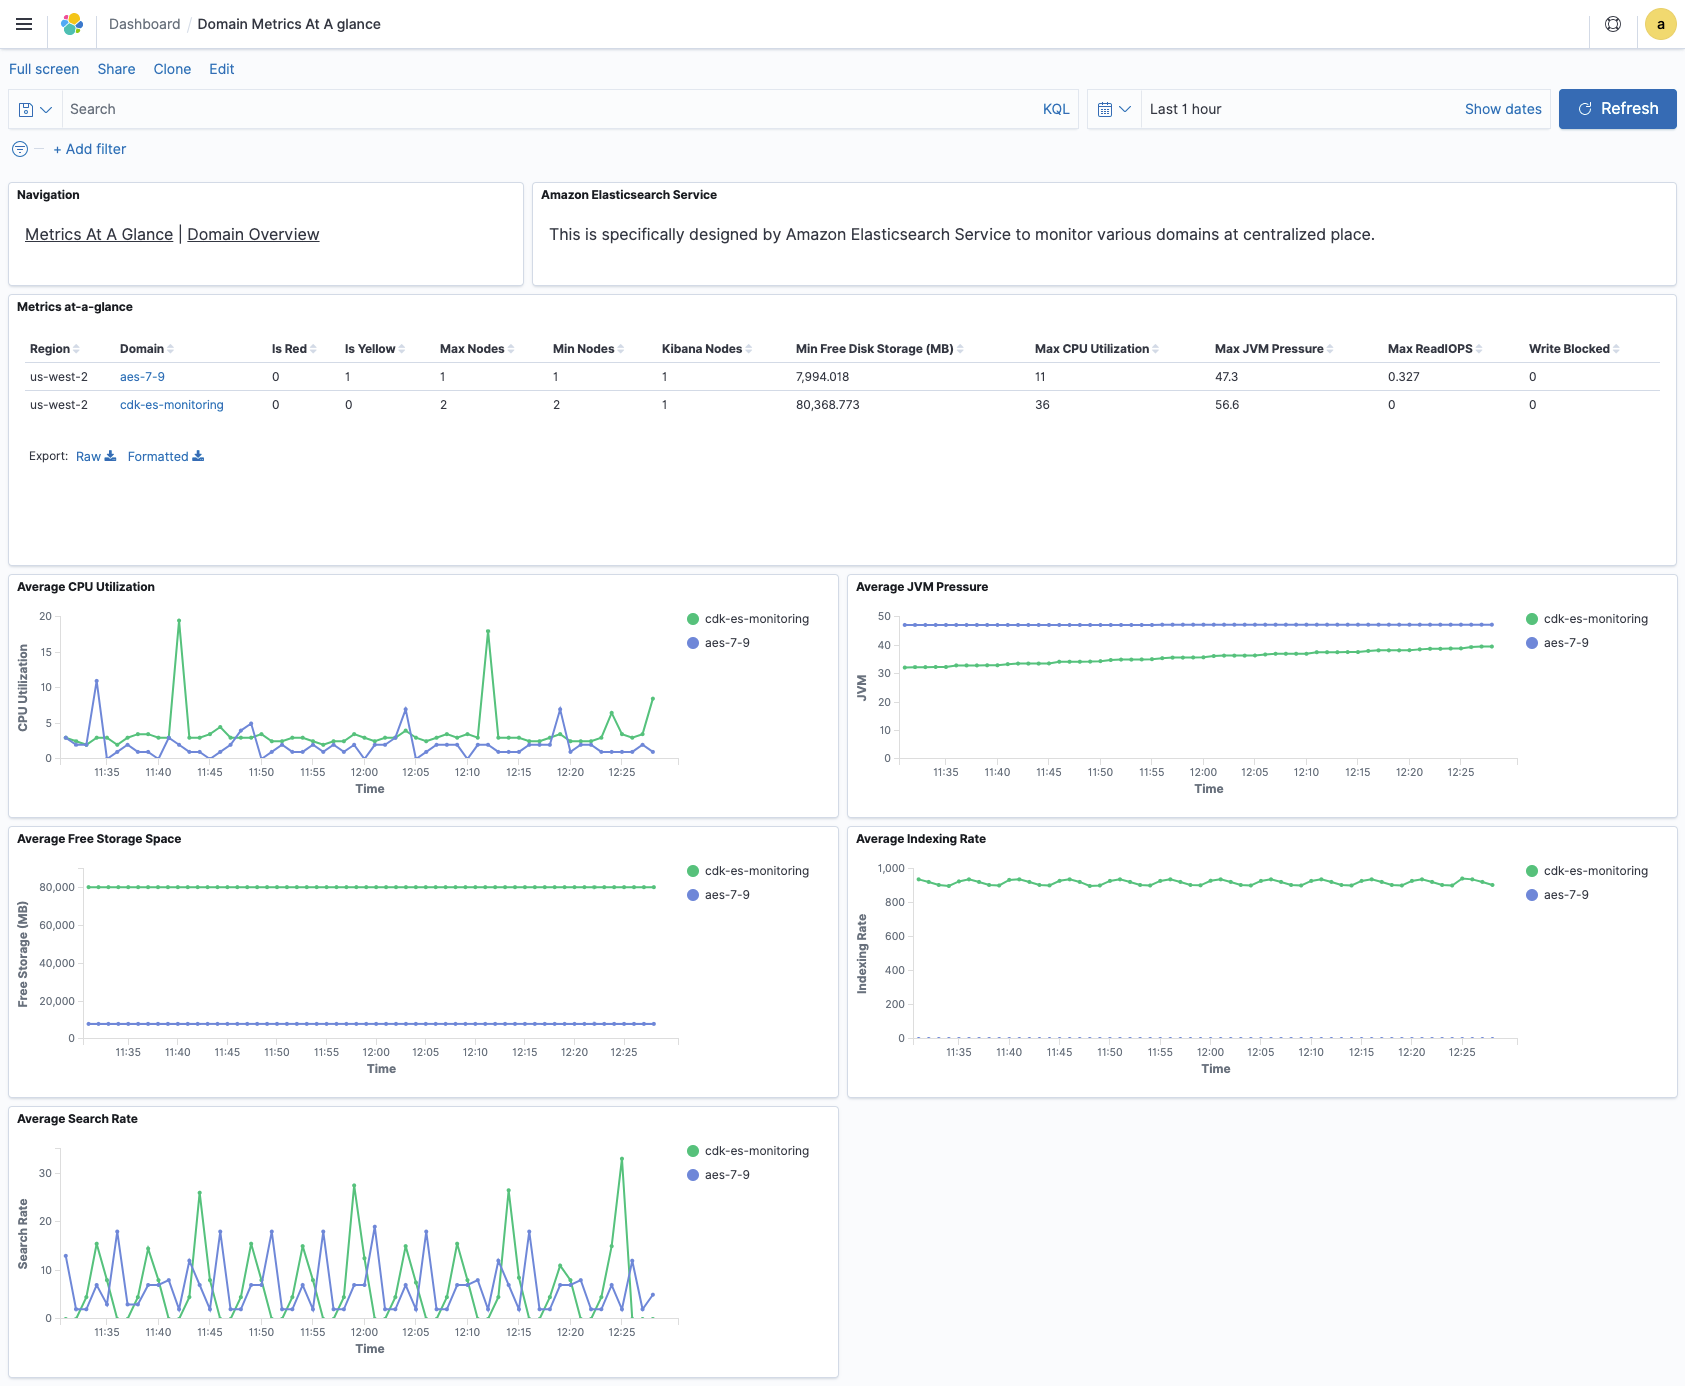 Dashboard / Domain Metrics At A glance
a
Full screen Share Clone Edit
Search KQL Last 1 hour Show dates Refresh
+ Add filter
Navigation
Metrics At A Glance | Domain Overview
Amazon Elasticsearch Service
This is specifically designed by Amazon Elasticsearch Service to monitor various domains at centralized place.
Metrics at-a-glance
Region Domain Is Red Is Yellow Max Nodes Min Nodes Kibana Nodes Min Free Disk Storage (MB) Max CPU Utilization Max JVM Pressure Max ReadIOPS Write Blocked
us-west-2 aes-7-9 0 1 1 1 1 7,994.018 11 47.3 0.327 0
us-west-2 cdk-es-monitoring 0 0 2 2 1 80,368.773 36 56.6 0 0
Export: Raw Formatted
Average CPU Utilization
CPU Utilization
20
15
10
5
0
11:35 11:40 11:45 11:50 11:55 12:00 12:05 12:10 12:15 12:20 12:25
Time
cdk-es-monitoring
aes-7-9
Average JVM Pressure
JVM
50
40
30
20
10
0
11:35 11:40 11:45 11:50 11:55 12:00 12:05 12:10 12:15 12:20 12:25
Time
cdk-es-monitoring
aes-7-9
Average Free Storage Space
Free Storage (MB)
80,000
60,000
40,000
20,000
0
11:35 11:40 11:45 11:50 11:55 12:00 12:05 12:10 12:15 12:20 12:25
Time
cdk-es-monitoring
aes-7-9
Average Indexing Rate
Indexing Rate
1,000
800
600
400
200
0
11:35 11:40 11:45 11:50 11:55 12:00 12:05 12:10 12:15 12:20 12:25
Time
cdk-es-monitoring
aes-7-9
Average Search Rate
Search Rate
30
20
10
0
11:35 11:40 11:45 11:50 11:55 12:00 12:05 12:10 12:15 12:20 12:25
Time
cdk-es-monitoring
aes-7-9